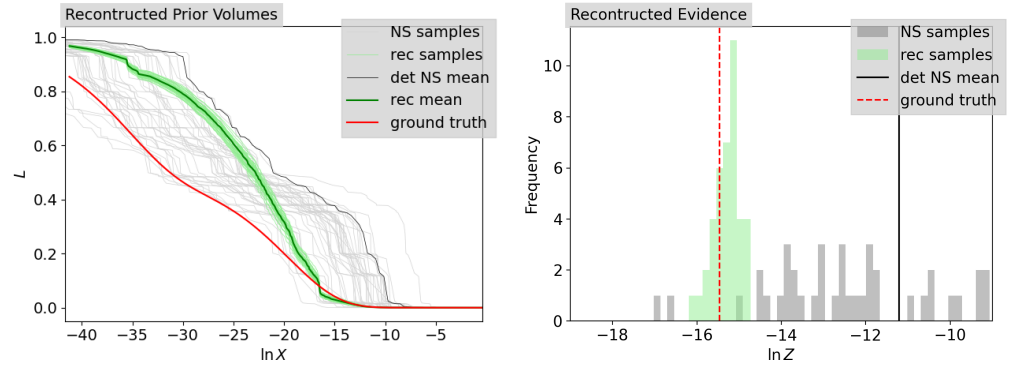 Reconstructed Prior Volumes
NS samples
rec samples
det NS mean
rec mean
ground truth
1.0
0.8
0.6
0.4
0.2
0.0
L
−40
−35
−30
−25
−20
−15
−10
−5
ln X
Reconstructed Evidence
NS samples
rec samples
det NS mean
ground truth
10
8
6
4
2
0
Frequency
−18
−16
−14
−12
−10
ln Z